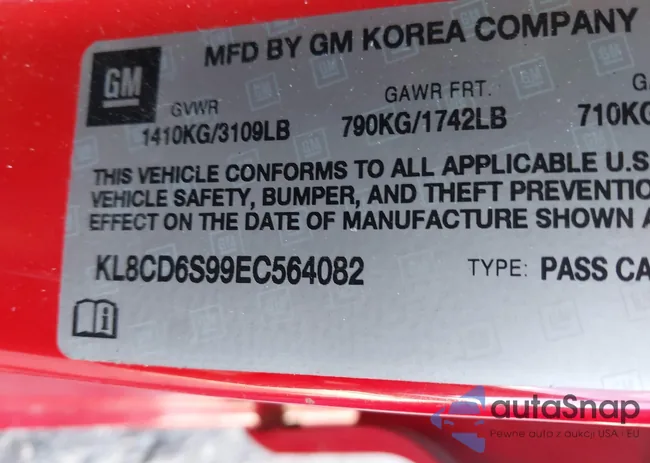 MFD BY GM KOREA COMPANY
GM
GVWR GAWR FRT.
1410KG/3109LB 790KG/1742LB 710KG
THIS VEHICLE CONFORMS TO ALL APPLICABLE U.S.
VEHICLE SAFETY, BUMPER, AND THEFT PREVENTIO
EFFECT ON THE DATE OF MANUFACTURE SHOWN A
KL8CD6S99EC564082 TYPE: PASS CA
autaSnap
Pewne auta z aukcji USA - EU